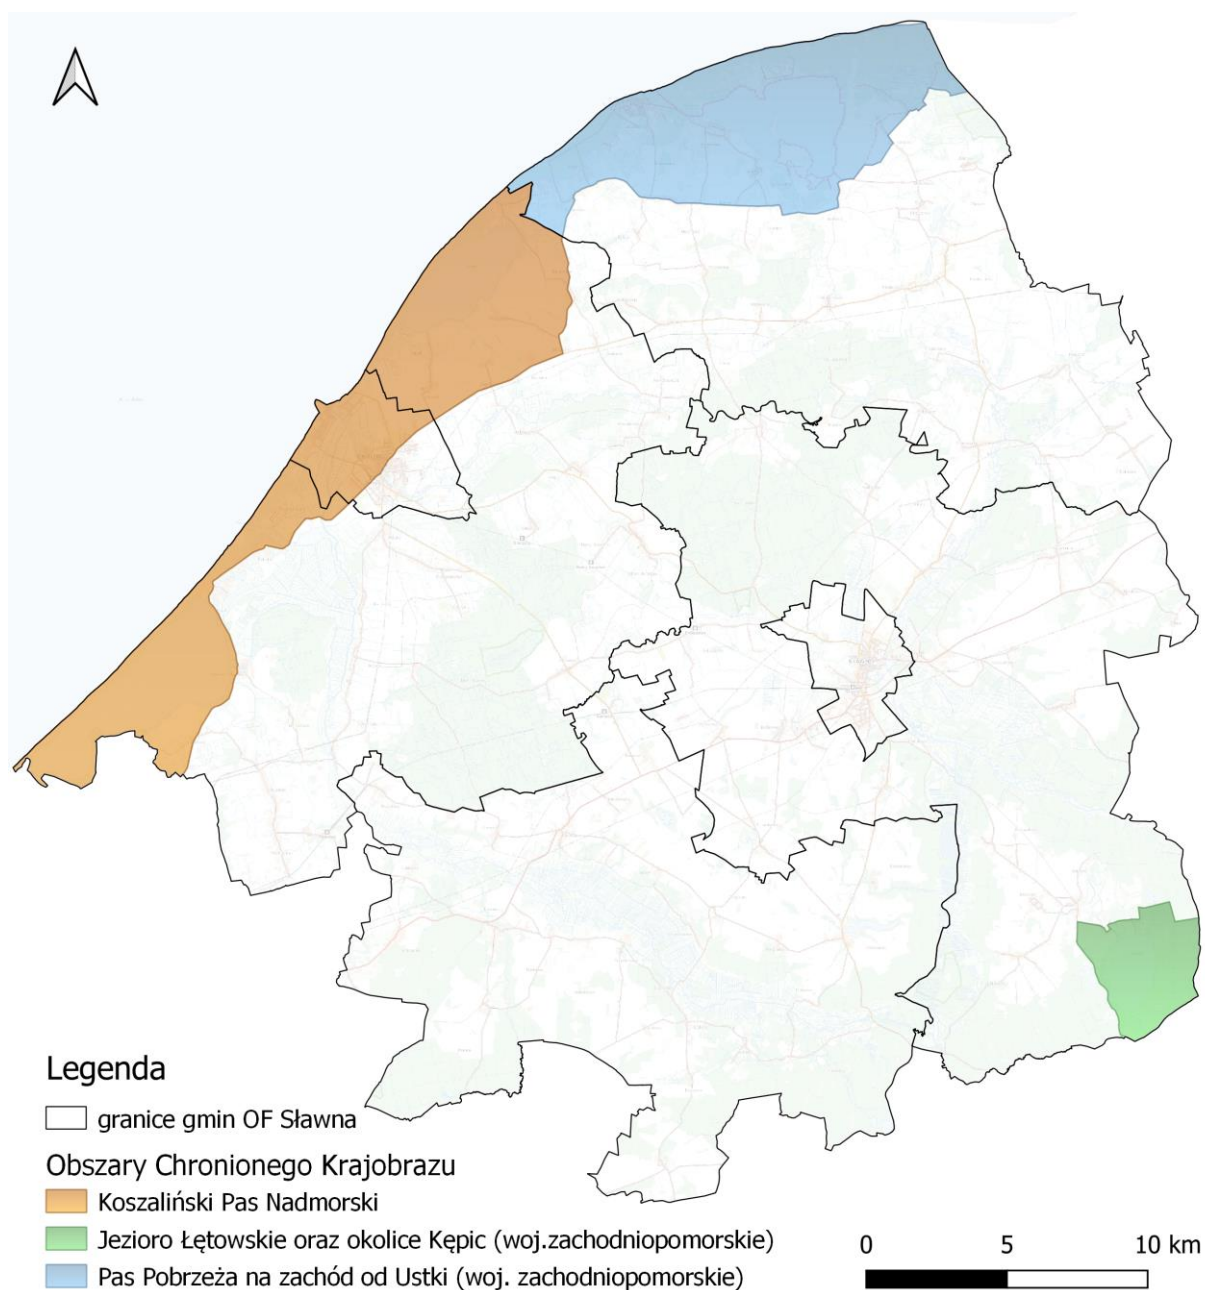 Legenda
granice gmin OF Sławna
Obszary Chronionego Krajobrazu
Koszaliński Pas Nadmorski
Jezioro Łętowskie oraz okolice Kępic (woj.zachodniopomorskie)
Pas Pobrzeża na zachód od Ustki (woj. zachodniopomorskie)
0 5 10 km